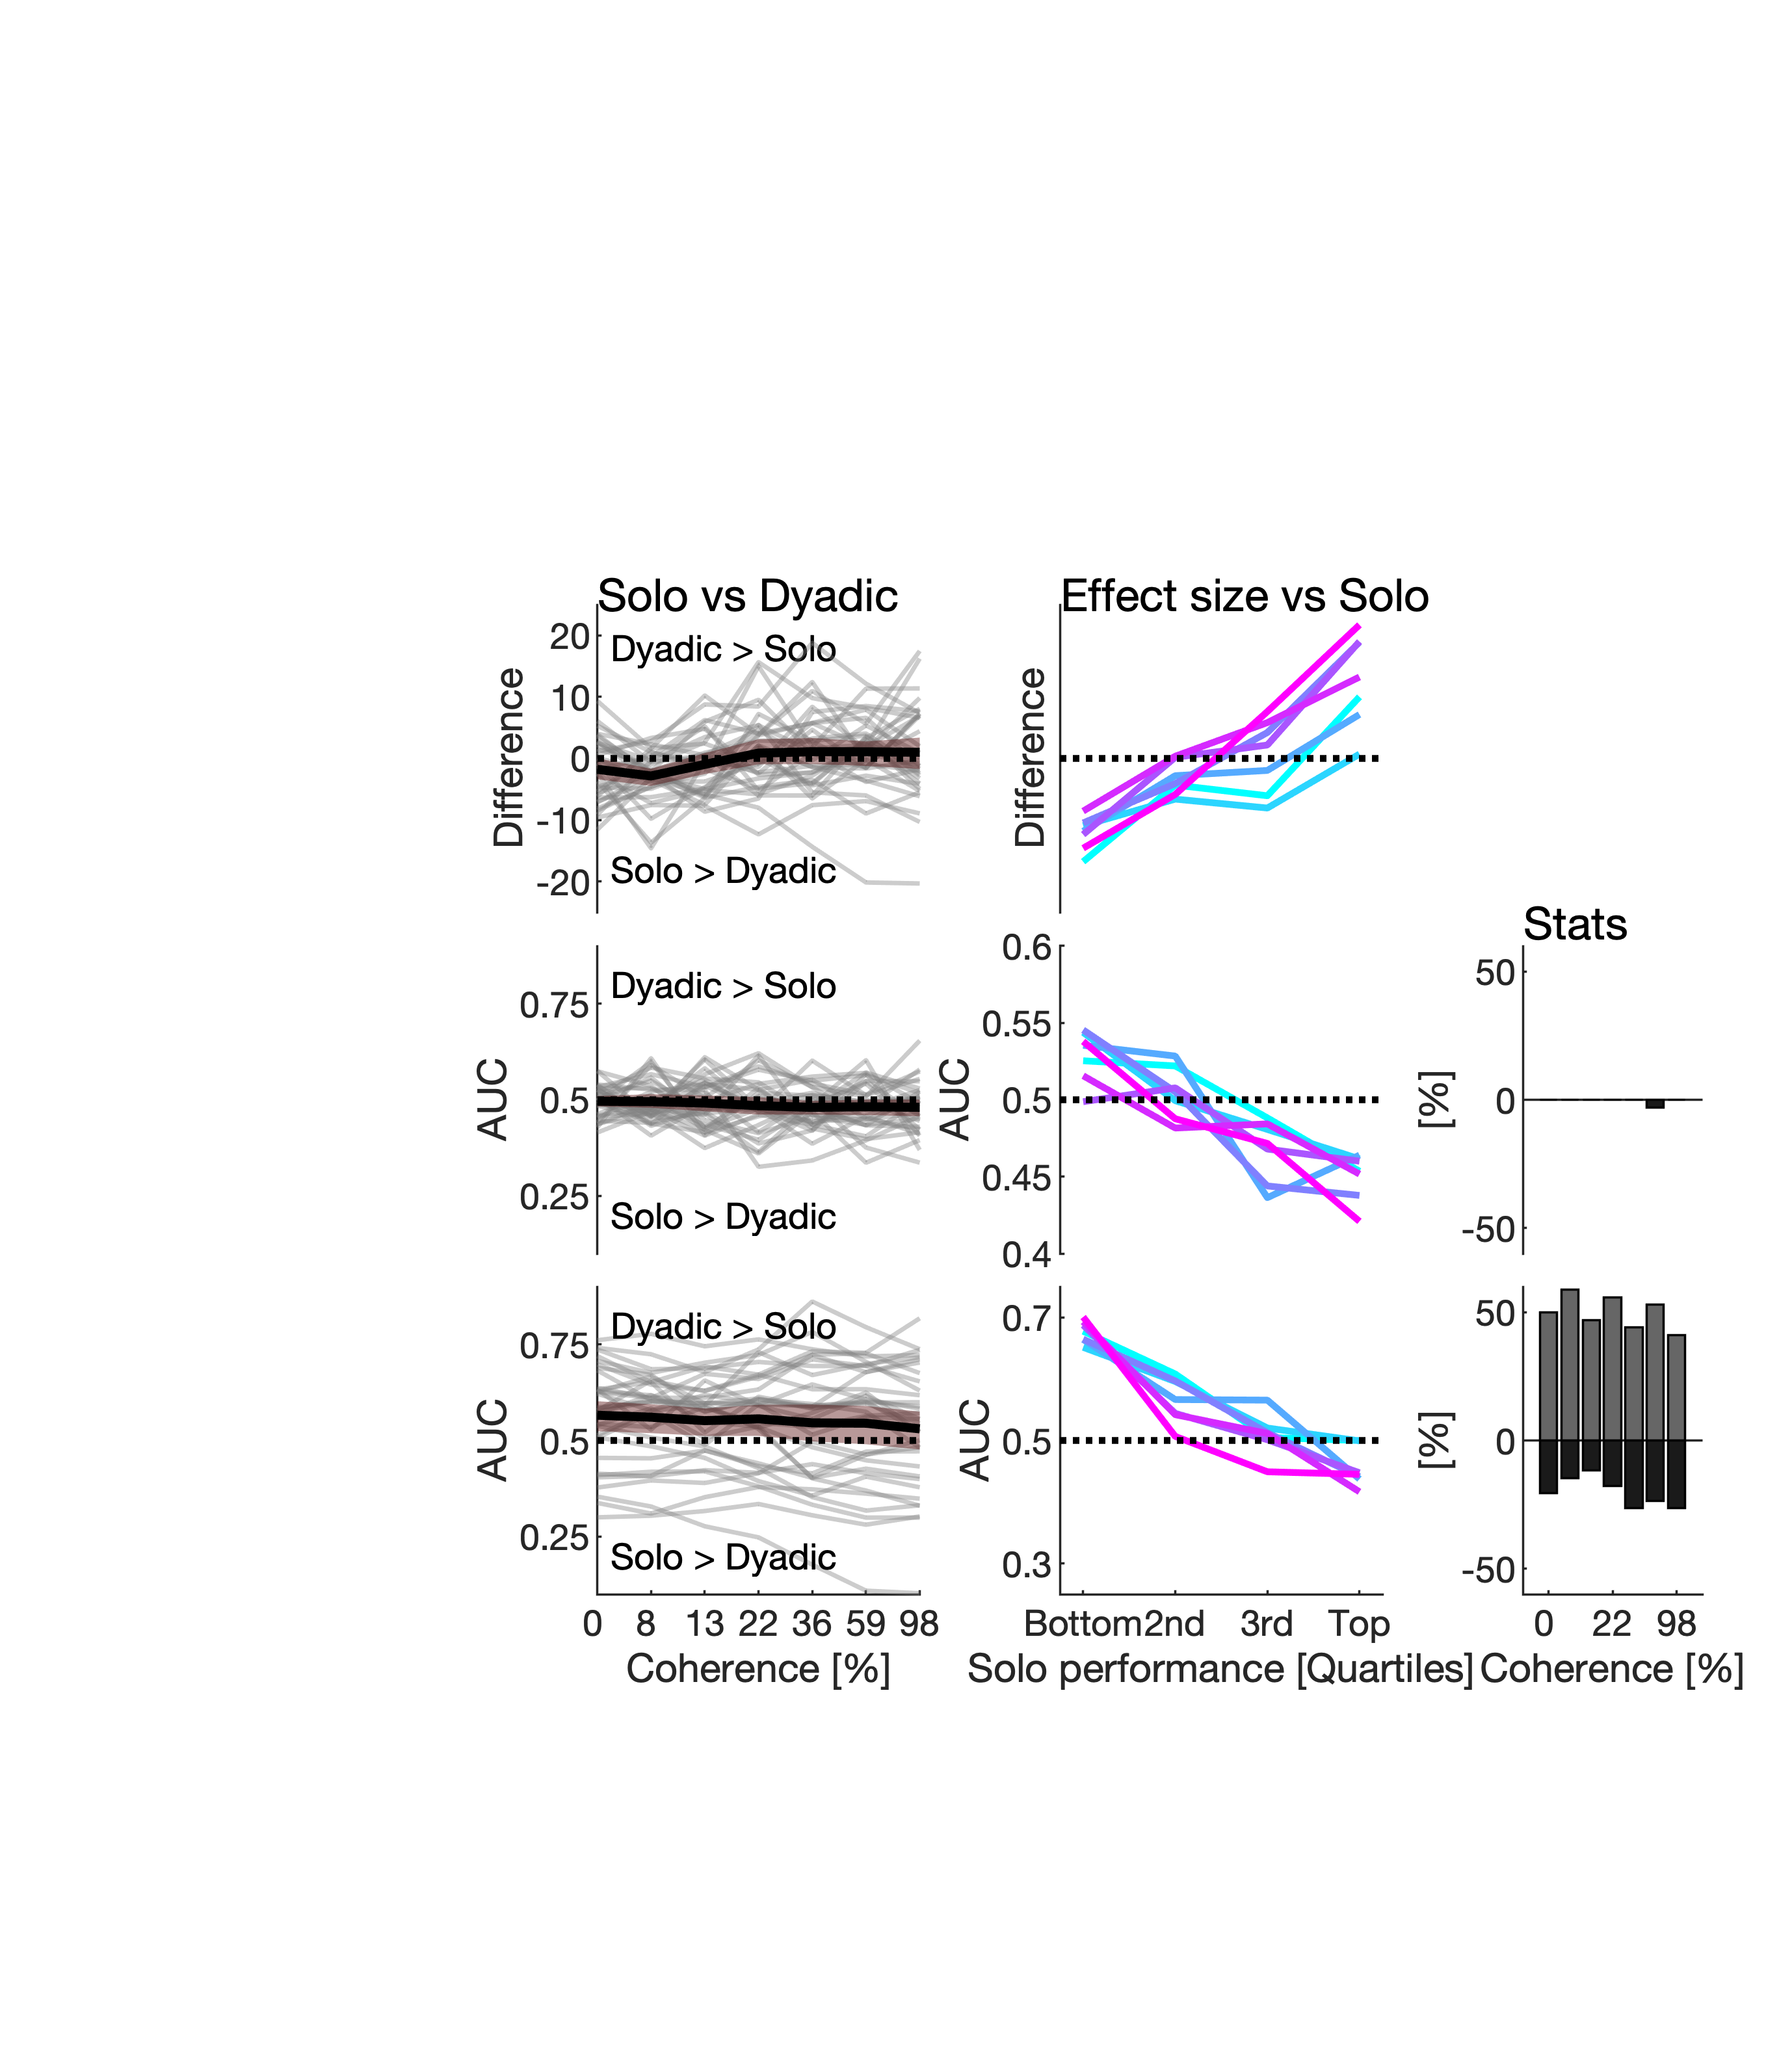 Solo vs Dyadic
Effect size vs Solo
20
10
0
-10
-20
Difference
Dyadic > Solo
Solo > Dyadic
Difference
Stats
0.75
0.5
0.25
AUC
Dyadic > Solo
Solo > Dyadic
0.6
0.55
0.5
0.45
0.4
AUC
50
0
-50
[%]
0.75
0.5
0.25
AUC
Dyadic > Solo
Solo > Dyadic
0 8 13 22 36 59 98
Coherence [%]
0.7
0.5
0.3
AUC
Bottom 2nd 3rd Top
Solo performance [Quartiles]
50
0
-50
[%]
0 22 98
Coherence [%]